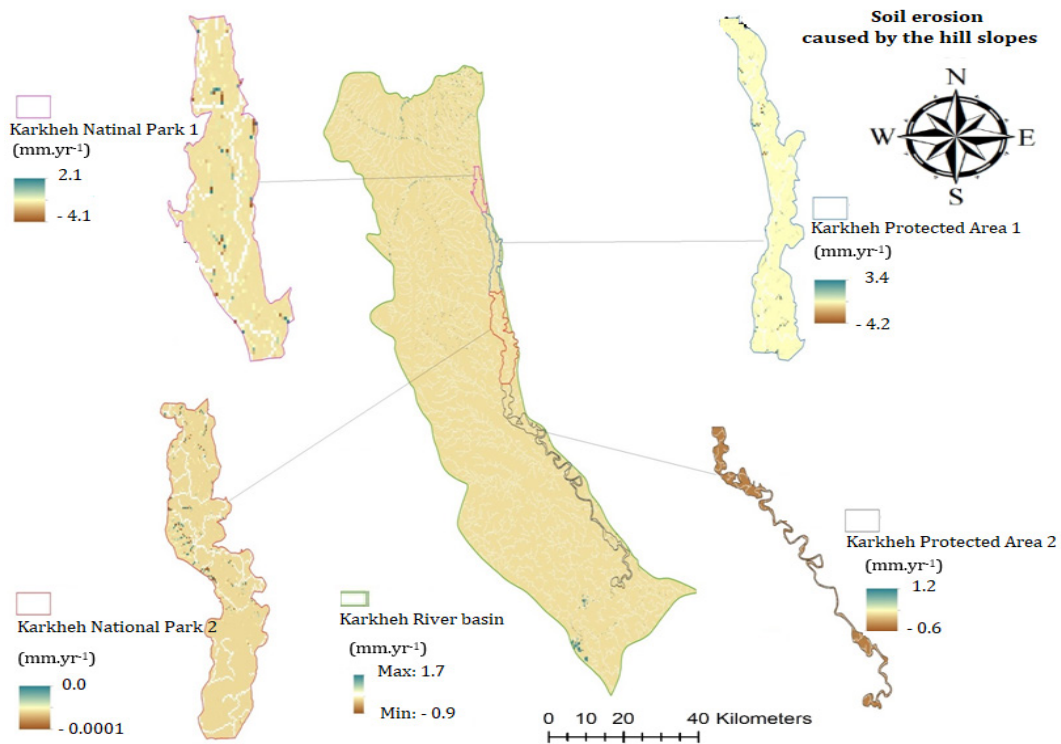 Soil erosion
caused by the hill slopes
N
W
E
S
Karkheh Natinal Park 1
(mm.yr⁻¹)
2.1
- 4.1
Karkheh Protected Area 1
(mm.yr⁻¹)
3.4
- 4.2
Karkheh National Park 2
(mm.yr⁻¹)
0.0
- 0.0001
Karkheh River basin
(mm.yr⁻¹)
Max: 1.7
Min: - 0.9
Karkheh Protected Area 2
(mm.yr⁻¹)
1.2
- 0.6
0 10 20 40 Kilometers